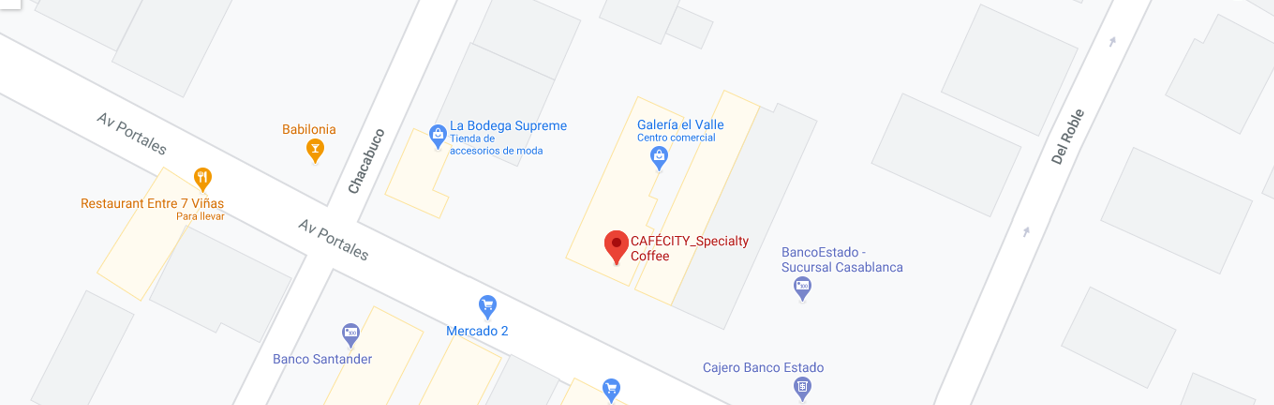 Av Portales
Babilonia
Chacabuco
La Bodega Supreme
Tienda de
accesorios de moda
Galería el Valle
Centro comercial
Del Roble
Restaurant Entre 7 Viñas
Para llevar
Av Portales
CAFÉCITY_Specialty
Coffee
BancoEstado -
Sucursal Casablanca
Mercado 2
Banco Santander
Cajero Banco Estado